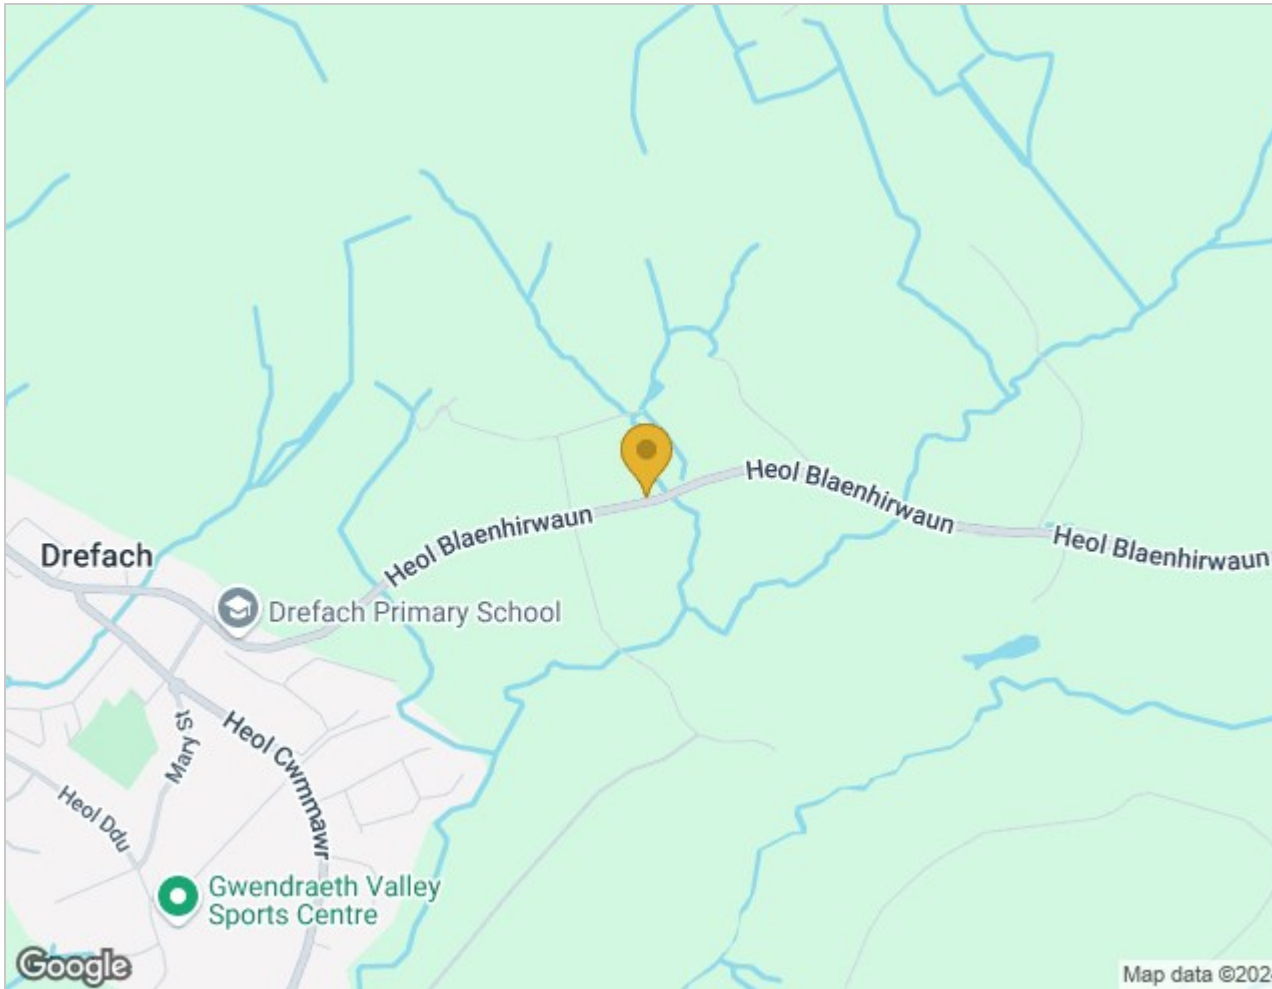 Heol Blaenhirwaun
Heol Blaenhirwaun
Heol Blaenhirwaun
Drefach
Drefach Primary School
Mary St
Heol Cwmmawr
Heol Ddu
Gwendraeth Valley
Sports Centre
Google
Map data ©2024